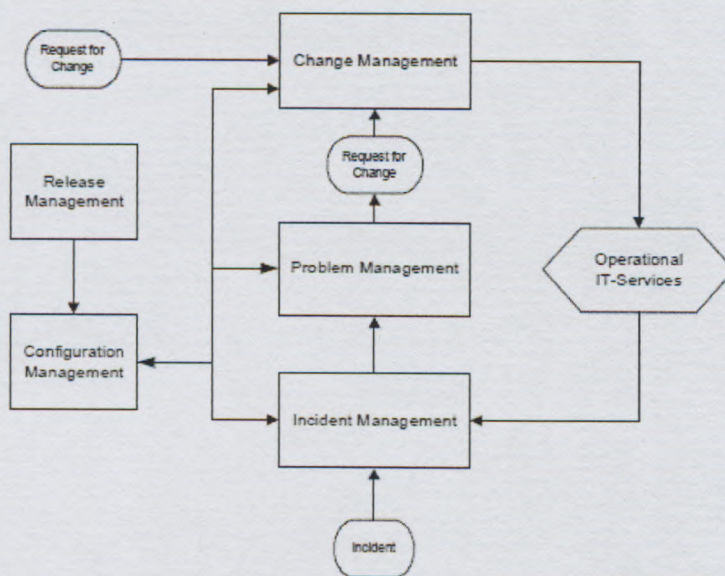 Request for
Change
Change Management
Request for
Change
Release
Management
Problem Management
Operational
IT-Services
Configuration
Management
Incident Management
Incident